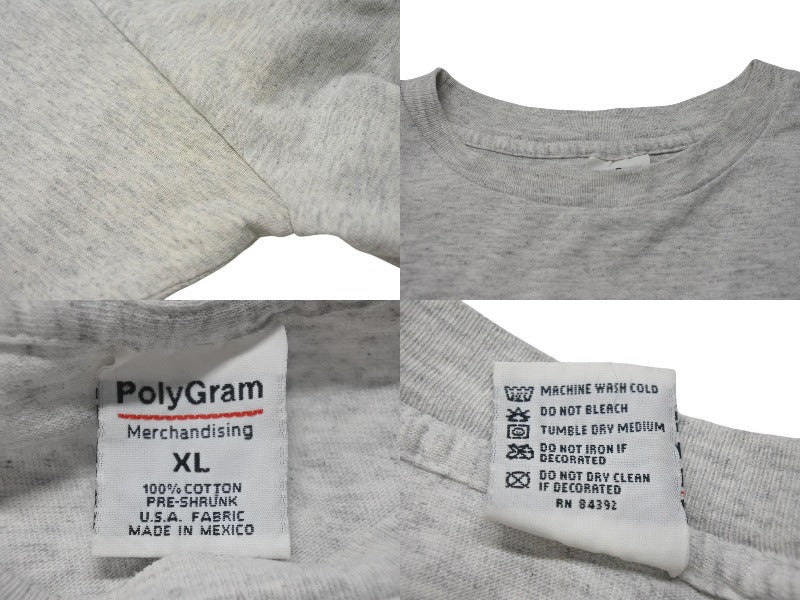 PolyGram
Merchandising
XL
100% COTTON
PRE-SHRUNK
U.S.A. FABRIC
MADE IN MEXICO
MACHINE WASH COLD
DO NOT BLEACH
TUMBLE DRY MEDIUM
DO NOT IRON IF
DECORATED
DO NOT DRY CLEAN
IF DECORATED
RN 84392